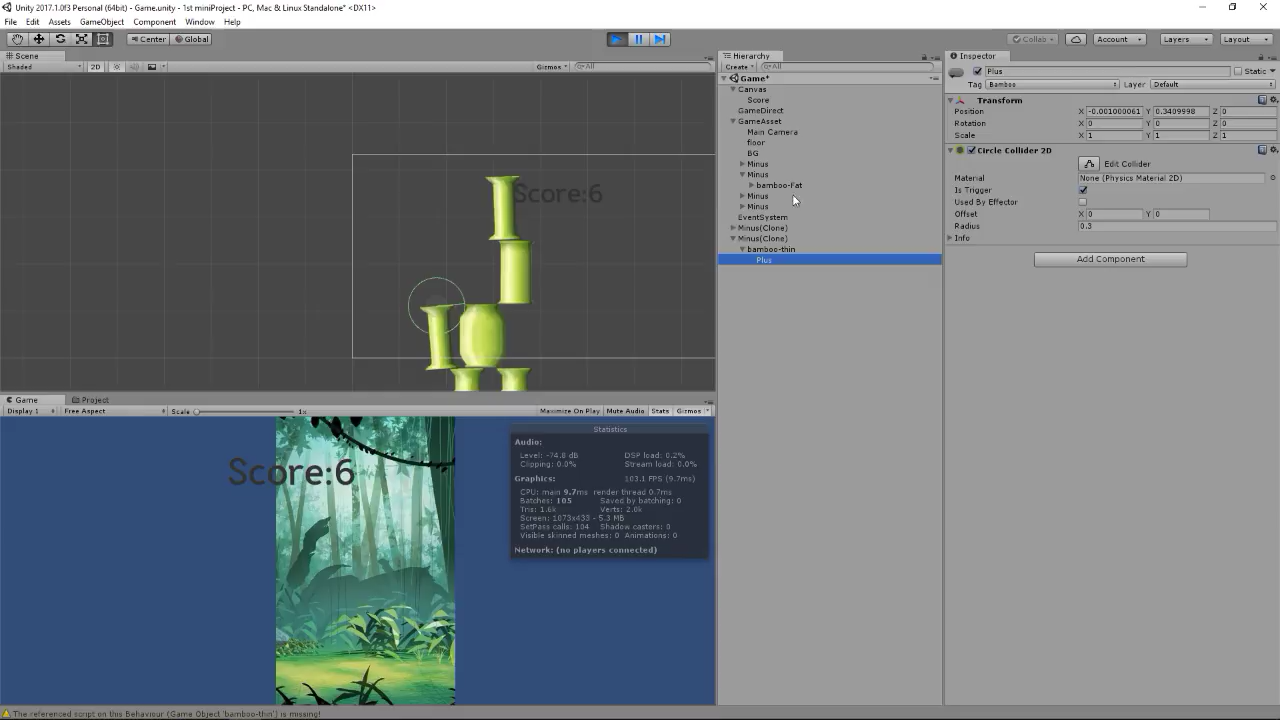 Unity 2017.1.0f3 Personal (64bit) - Game.unity - 1st miniProject - PC, Mac & Linux Standalone* <DX11>
File Edit Assets GameObject Component Window Help
Center Global Collab Account Layers Layout
Scene
Shaded 2D Gizmos All
Score:6
Game Project
Display 1 Free Aspect Scale 1x Maximize On Play Mute Audio Stats Gizmos
Score:6
Statistics
Audio:
Level: -74.8 dB DSP load: 0.2%
Clipping: 0.0% Stream load: 0.0%
Graphics: 103.1 FPS (9.7ms)
CPU: main 9.7ms render thread 0.7ms
Batches: 105 Saved by batching: 0
Tris: 1.6k Verts: 2.0k
Screen: 1073x433 - 5.3 MB
SetPass calls: 104 Shadow casters: 0
Visible skinned meshes: 0 Animations: 0
Network: (no players connected)
Hierarchy
Create All
Game*
Canvas
Score
GameDirect
GameAsset
Main Camera
floor
BG
Minus
Minus
bamboo-Fat
Minus
Minus
EventSystem
Minus(Clone)
Minus(Clone)
bamboo-thin
Plus
Inspector
Plus Static
Tag Bamboo Layer Default
Transform
Position X -0.001000061 Y 0.3409998 Z 0
Rotation X 0 Y 0 Z 0
Scale X 1 Y 1 Z 1
Circle Collider 2D
Edit Collider
Material None (Physics Material 2D)
Is Trigger
Used By Effector
Offset X 0 Y 0
Radius 0.3
Info
Add Component
The referenced script on this Behaviour (Game Object 'bamboo-thin') is missing!